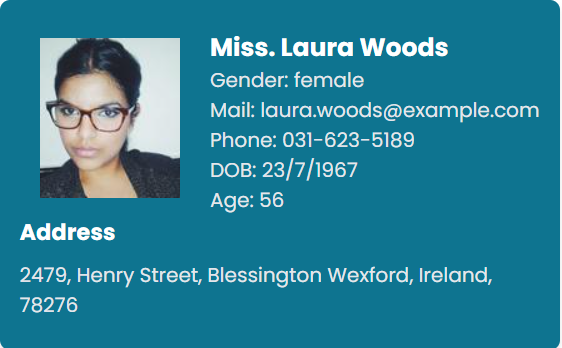 Miss. Laura Woods
Gender: female
Mail: laura.woods@example.com
Phone: 031-623-5189
DOB: 23/7/1967
Age: 56
Address
2479, Henry Street, Blessington Wexford, Ireland,
78276